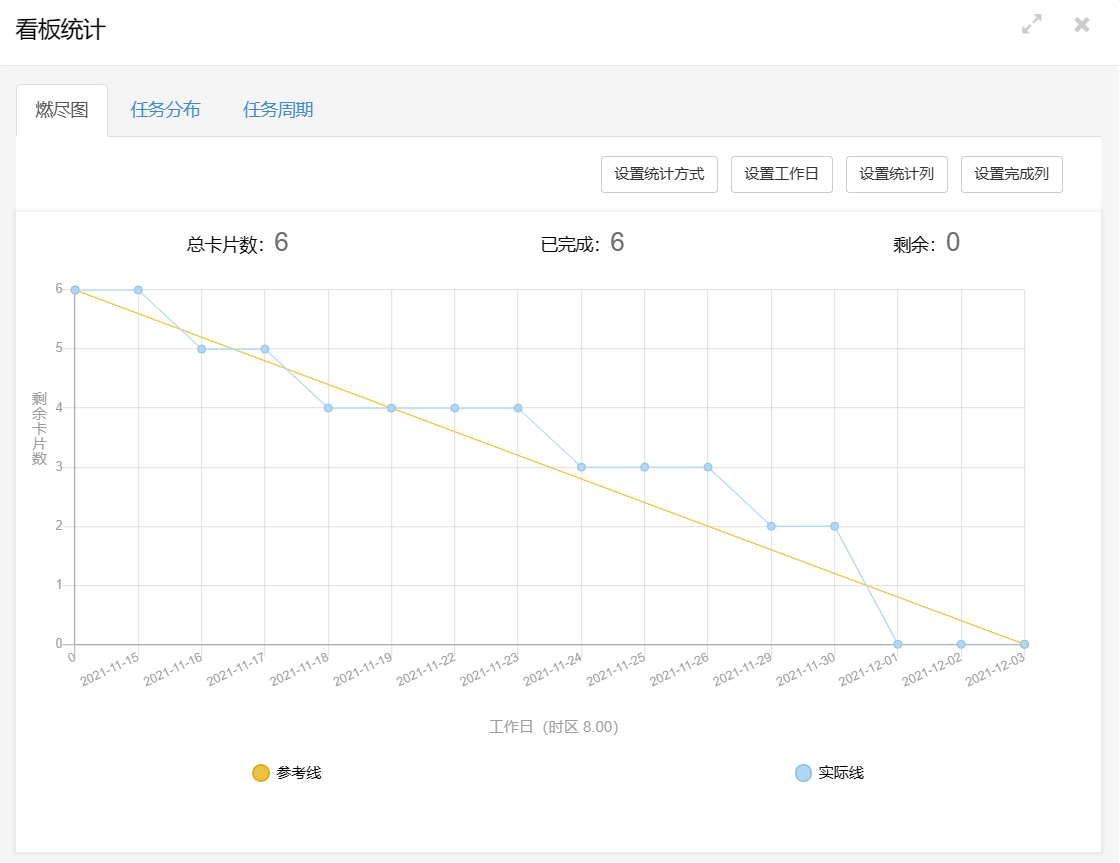 看板统计
燃尽图 任务分布 任务周期
设置统计方式 设置工作日 设置统计列 设置完成列
总卡片数: 6 已完成: 6 剩余: 0
6
5
4
3
2
1
0
剩余卡片数
0 2021-11-15 2021-11-16 2021-11-17 2021-11-18 2021-11-19 2021-11-22 2021-11-23 2021-11-24 2021-11-25 2021-11-26 2021-11-29 2021-11-30 2021-12-01 2021-12-02 2021-12-03
工作日（时区 8.00）
参考线 实际线